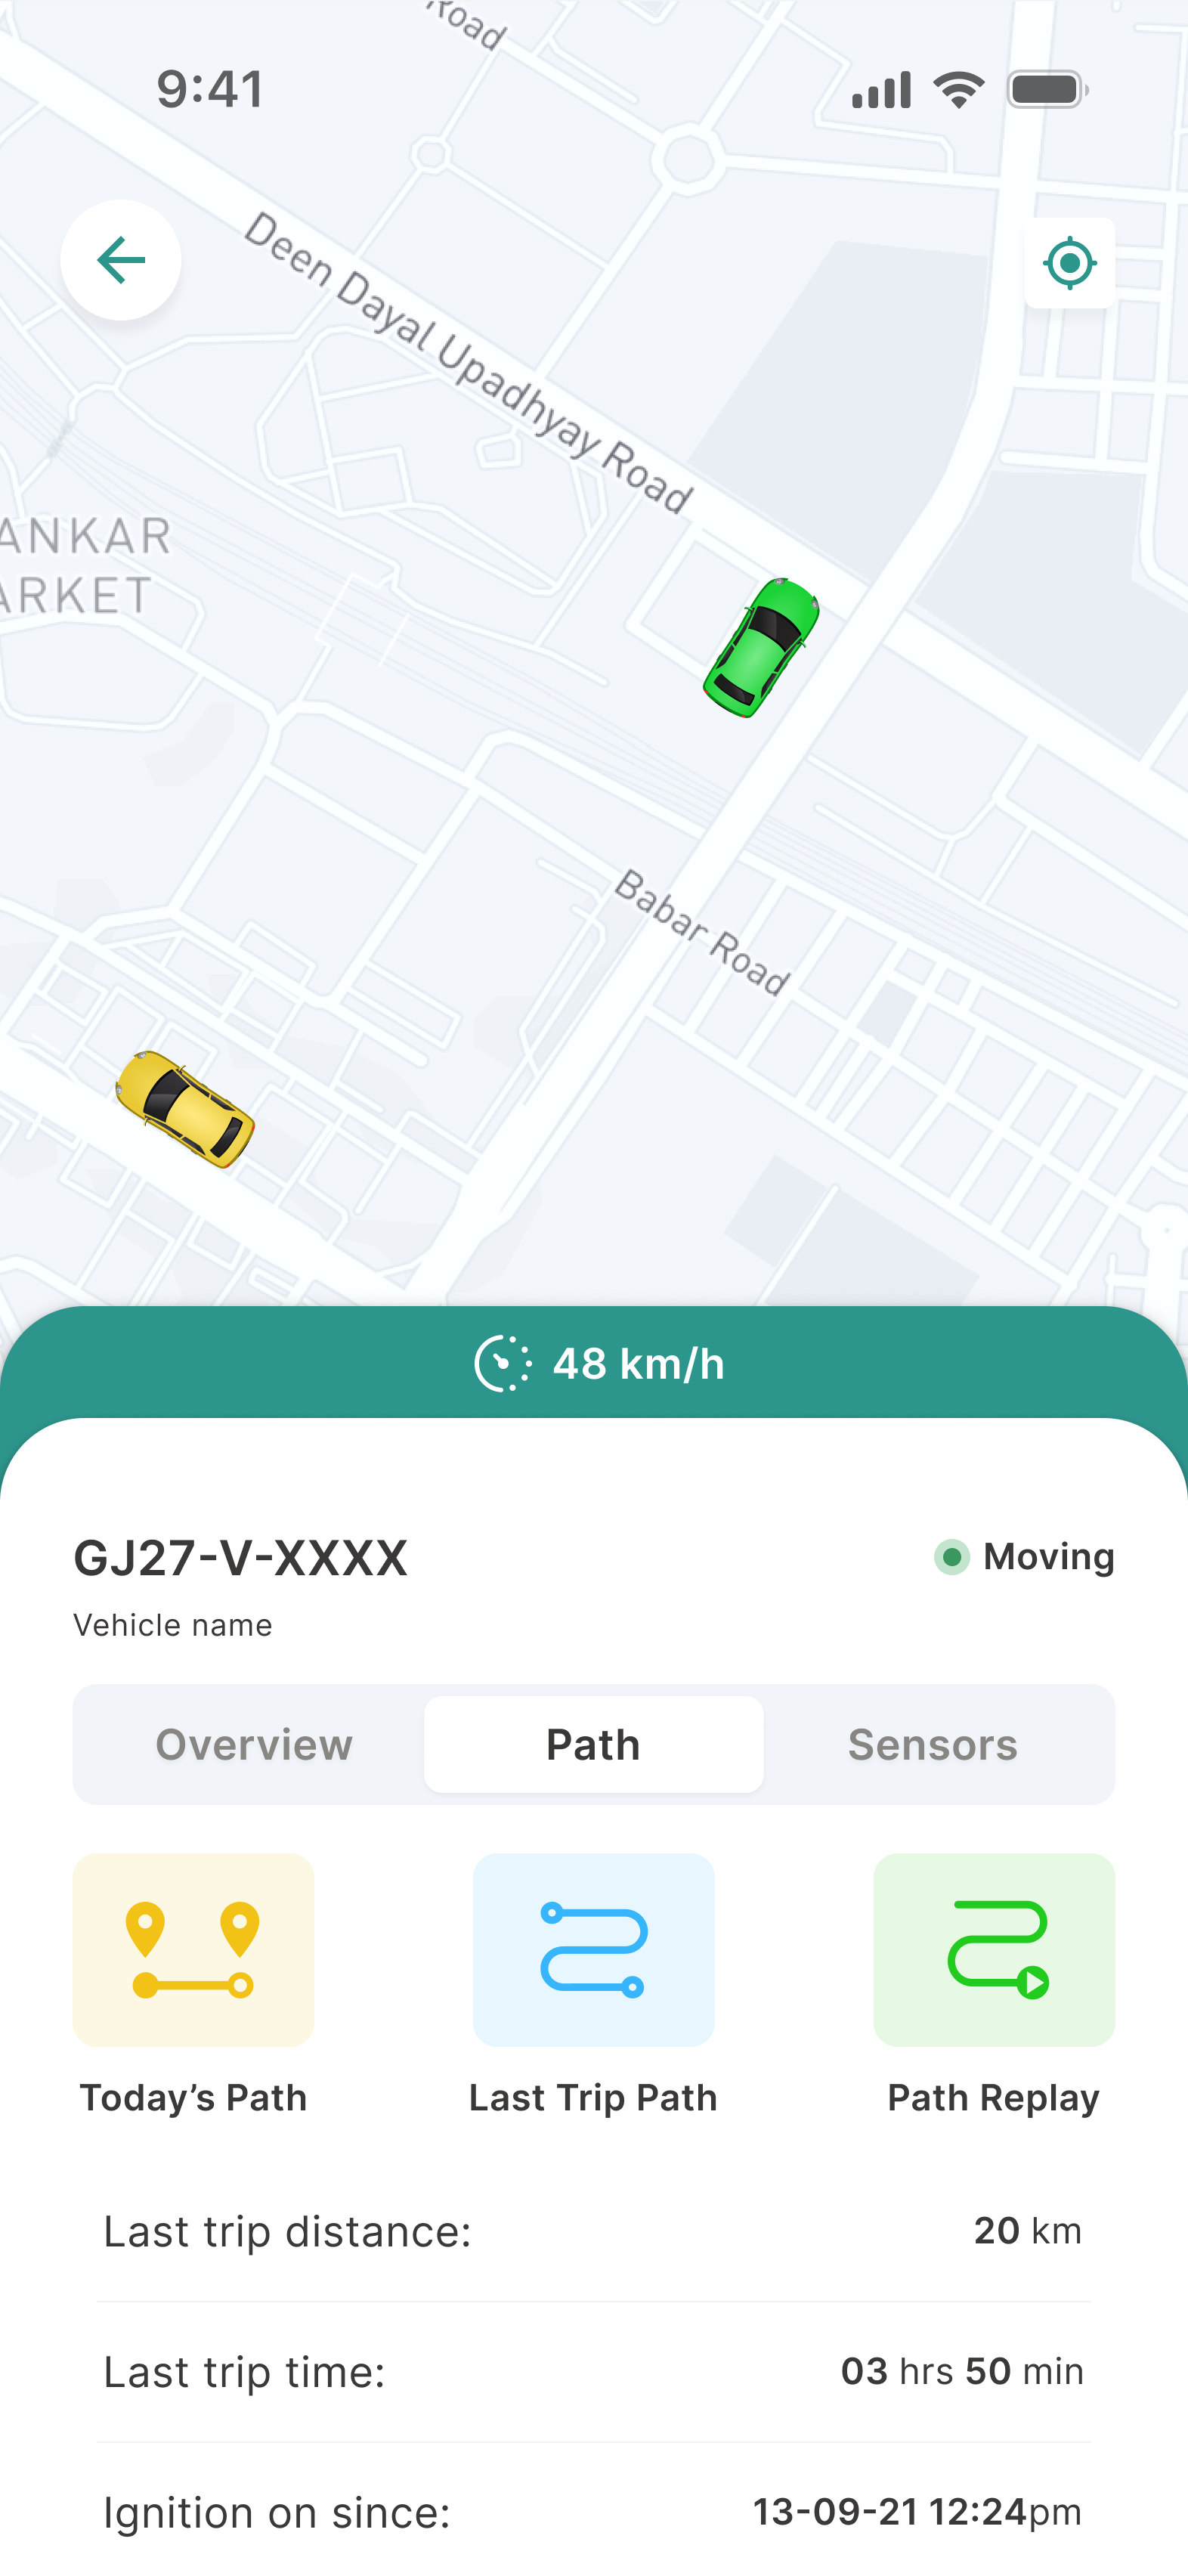 Road
9:41
Deen Dayal Upadhyay Road
ANKAR
ARKET
Babar Road
48 km/h
GJ27-V-XXXX
Moving
Vehicle name
Overview Path Sensors
Today’s Path Last Trip Path Path Replay
Last trip distance: 20 km
Last trip time: 03 hrs 50 min
Ignition on since: 13-09-21 12:24pm